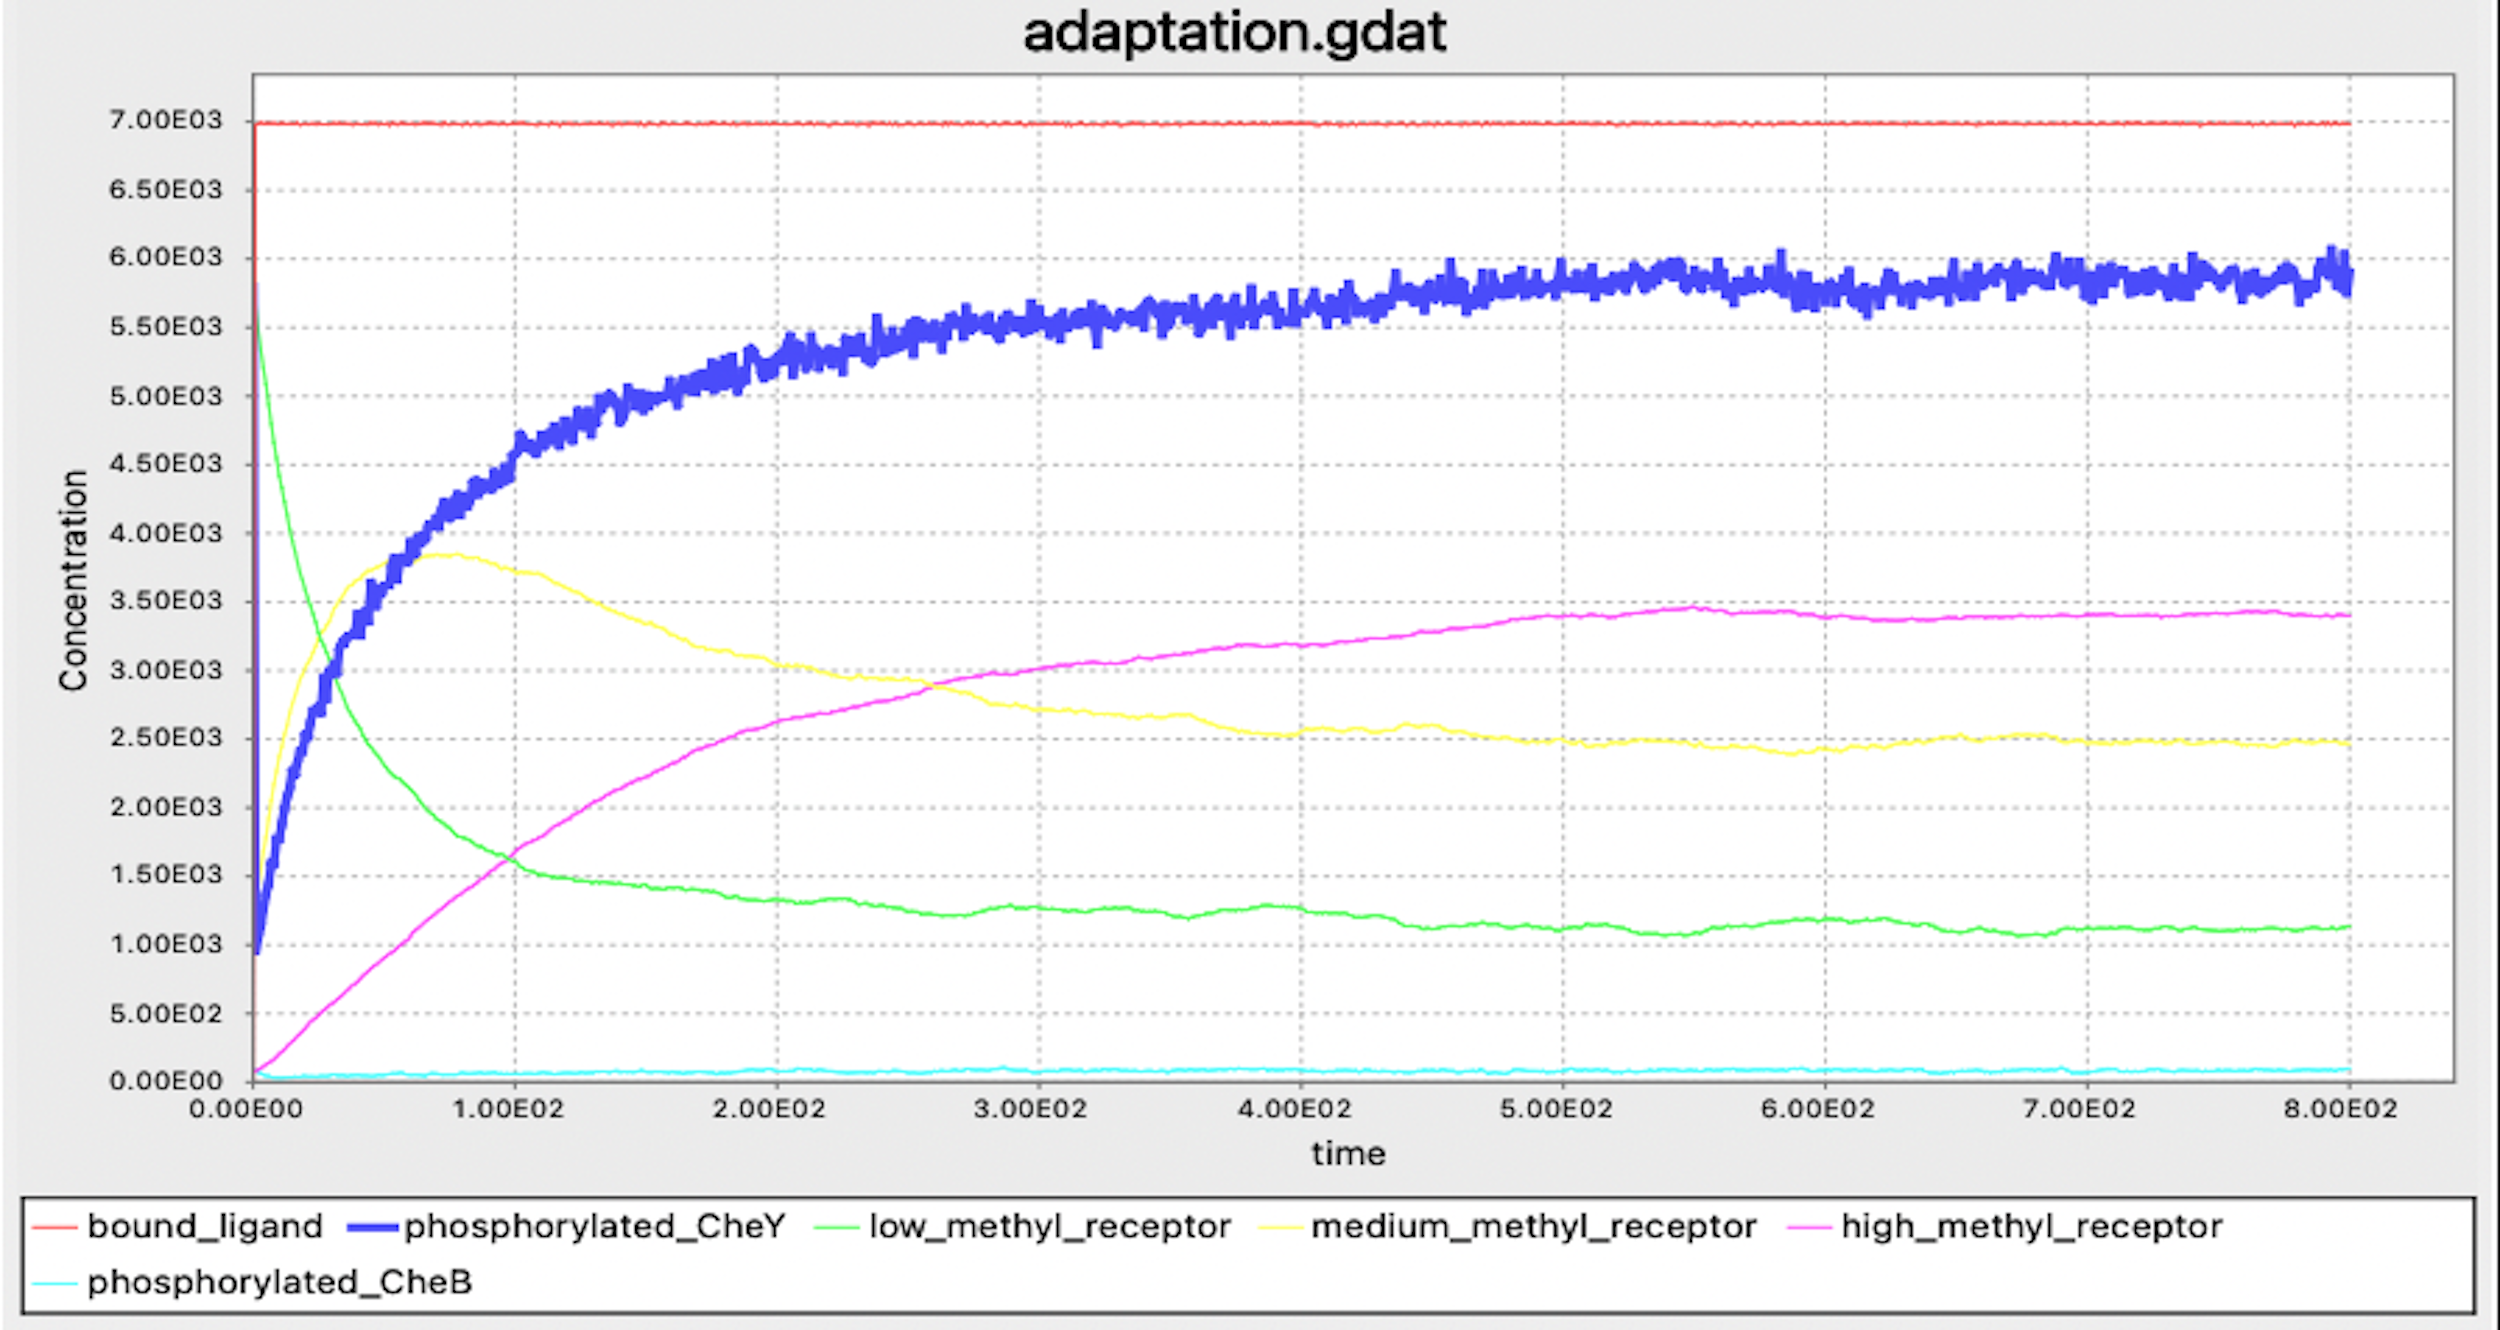 adaptation.gdat
7.00E03
6.50E03
6.00E03
5.50E03
5.00E03
4.50E03
4.00E03
3.50E03
3.00E03
2.50E03
2.00E03
1.50E03
1.00E03
5.00E02
0.00E00
Concentration
0.00E00 1.00E02 2.00E02 3.00E02 4.00E02 5.00E02 6.00E02 7.00E02 8.00E02
time
bound_ligand phosphorylated_CheY low_methyl_receptor medium_methyl_receptor high_methyl_receptor
phosphorylated_CheB